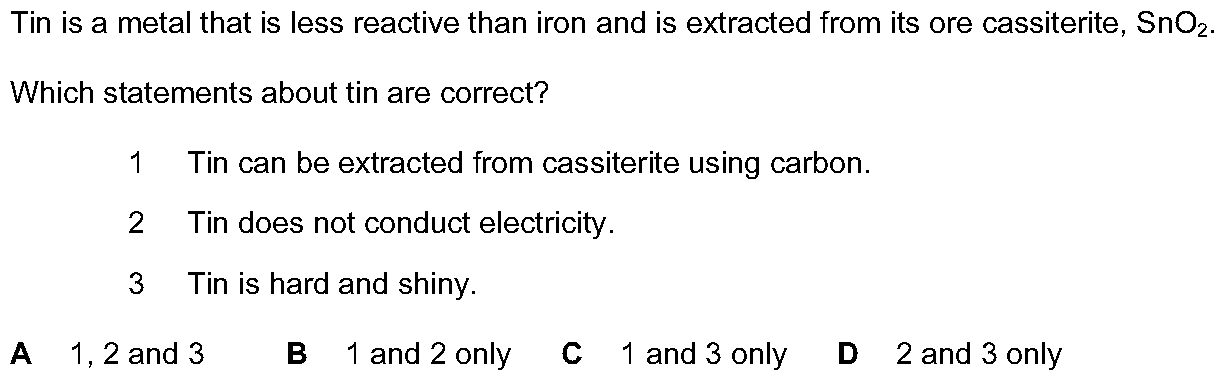 Tin is a metal that is less reactive than iron and is extracted from its ore cassiterite, SnO₂.
Which statements about tin are correct?
1 Tin can be extracted from cassiterite using carbon.
2 Tin does not conduct electricity.
3 Tin is hard and shiny.
A 1, 2 and 3 B 1 and 2 only C 1 and 3 only D 2 and 3 only